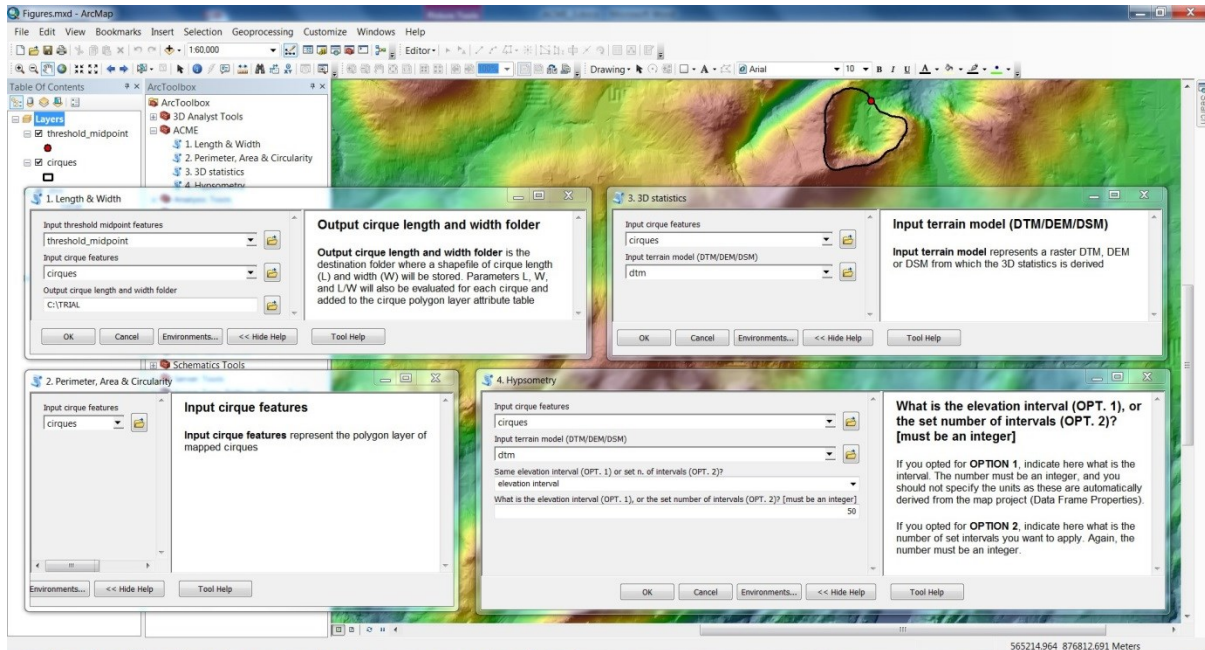 Figures.mxd - ArcMap
File Edit View Bookmarks Insert Selection Geoprocessing Customize Windows Help
1:60,000 Editor Drawing Arial 10 B I U A
Table Of Contents
Layers
threshold_midpoint
cirques
ArcToolbox
ArcToolbox
3D Analyst Tools
ACME
1. Length & Width
2. Perimeter, Area & Circularity
3. 3D statistics
4. Hypsometry
Schematics Tools
1. Length & Width
Input threshold midpoint features
threshold_midpoint
Input cirque features
cirques
Output cirque length and width folder
C:\TRIAL
Output cirque length and width folder
Output cirque length and width folder is the
destination folder where a shapefile of cirque length
(L) and width (W) will be stored. Parameters L, W,
and L/W will also be evaluated for each cirque and
added to the cirque polygon layer attribute table
OK Cancel Environments... << Hide Help Tool Help
3. 3D statistics
Input cirque features
cirques
Input terrain model (DTM/DEM/DSM)
dtm
Input terrain model (DTM/DEM/DSM)
Input terrain model represents a raster DTM, DEM
or DSM from which the 3D statistics is derived
OK Cancel Environments... << Hide Help Tool Help
2. Perimeter, Area & Circularity
Input cirque features
cirques
Input cirque features
Input cirque features represent the polygon layer of
mapped cirques
Environments... << Hide Help Tool Help
4. Hypsometry
Input cirque features
cirques
Input terrain model (DTM/DEM/DSM)
dtm
Same elevation interval (OPT. 1) or set n. of intervals (OPT. 2)?
elevation interval
What is the elevation interval (OPT. 1), or the set number of intervals (OPT. 2)? [must be an integer]
50
What is the elevation interval (OPT. 1), or
the set number of intervals (OPT. 2)?
[must be an integer]
If you opted for OPTION 1, indicate here what is the
interval. The number must be an integer, and you
should not specify the units as these are automatically
derived from the map project (Data Frame Properties).
If you opted for OPTION 2, indicate here what is the
number of set intervals you want to apply. Again, the
number must be an integer.
OK Cancel Environments... << Hide Help Tool Help
Search
565214.964 876812.691 Meters